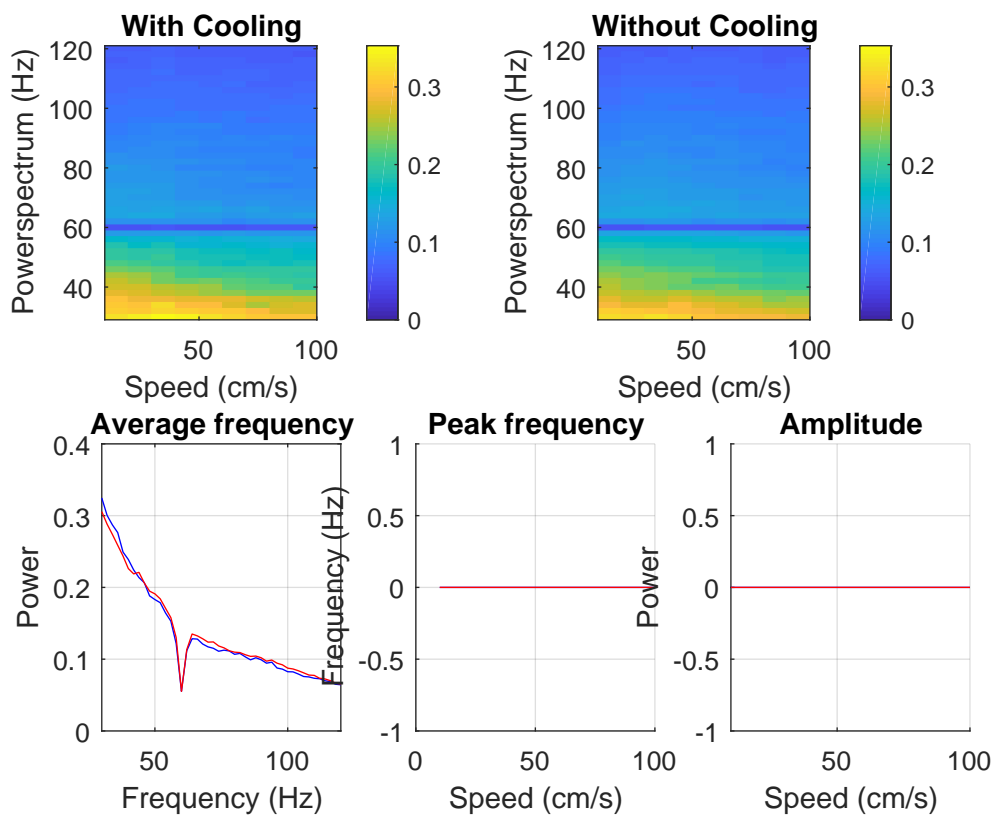 With Cooling
Without Cooling
120
100
80
60
40
50
100
Powerspectrum (Hz)
Speed (cm/s)
0.3
0.2
0.1
0
120
100
80
60
40
50
100
Powerspectrum (Hz)
Speed (cm/s)
0.3
0.2
0.1
0
Average frequency
0.4
0.3
0.2
0.1
0
50
100
Power
Frequency (Hz)
Peak frequency
1
0.5
0
-0.5
-1
0
50
100
Frequency (Hz)
Speed (cm/s)
Amplitude
1
0.5
0
-0.5
-1
50
100
Power
Speed (cm/s)